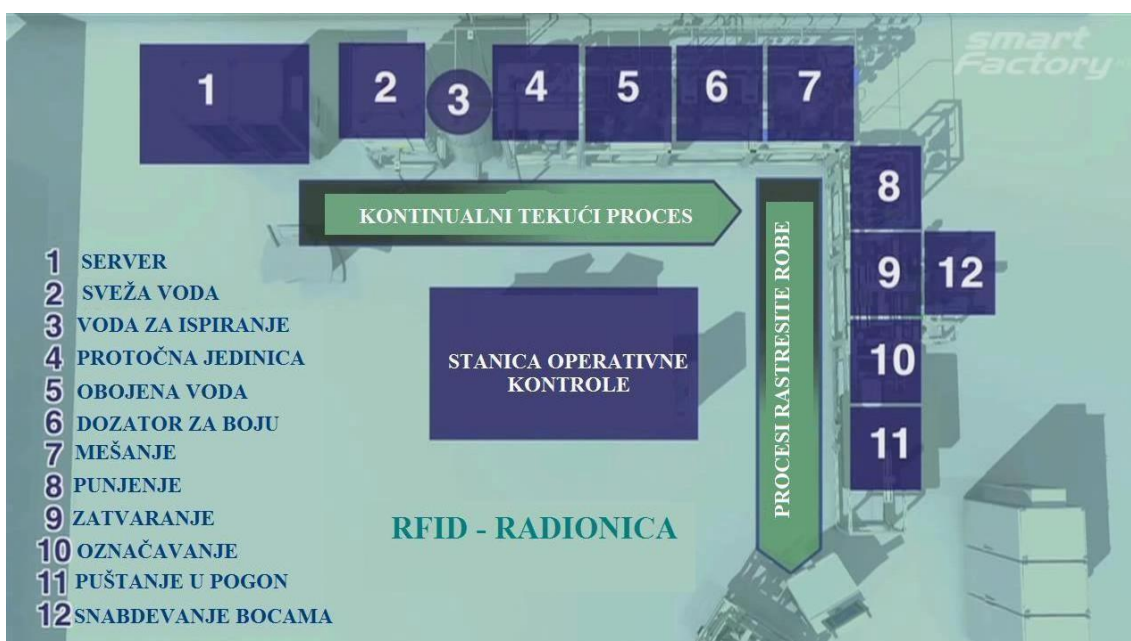 smart
Factory
1
2
3
4
5
6
7
8
9
12
10
11
KONTINUALNI TEKUĆI PROCES
PROCESI RASTRESITE ROBE
STANICA OPERATIVNE
KONTROLE
1 SERVER
2 SVEŽA VODA
3 VODA ZA ISPIRANJE
4 PROTOČNA JEDINICA
5 OBOJENA VODA
6 DOZATOR ZA BOJU
7 MEŠANJE
8 PUNJENJE
9 ZATVARANJE
10 OZNAČAVANJE
11 PUŠTANJE U POGON
12 SNABDEVANJE BOCAMA
RFID - RADIONICA